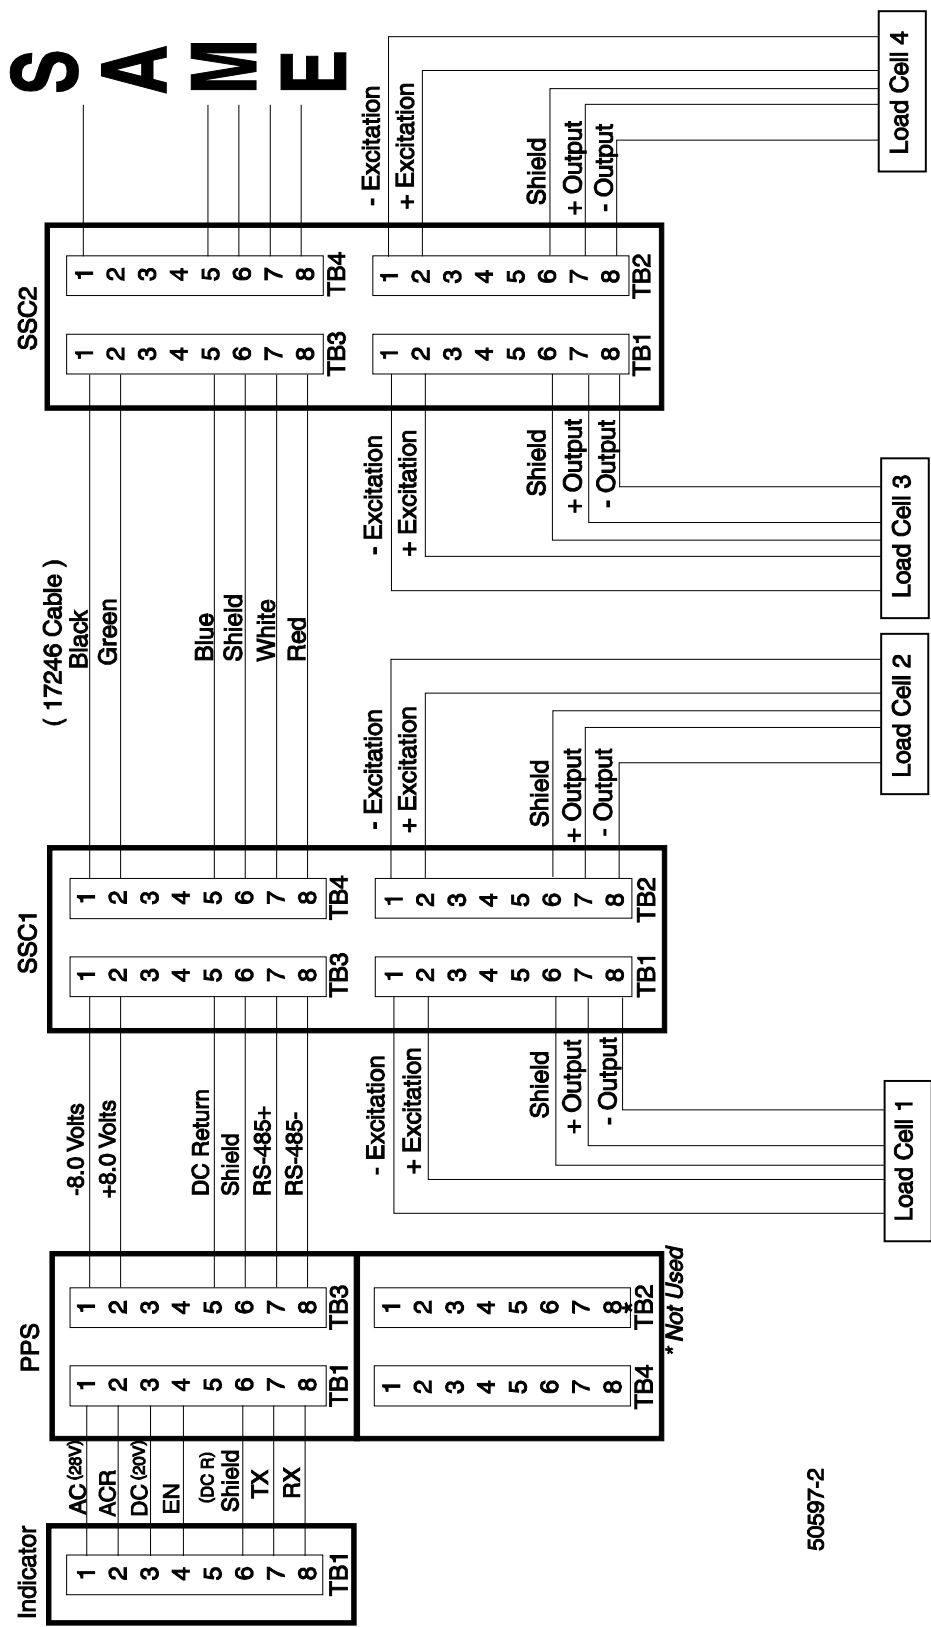 Indicator
1 2 3 4 5 6 7 8
TB1
AC (28V)
ACR
DC (20V)
EN
(DC R)
Shield
TX
RX
PPS
1 2 3 4 5 6 7 8
TB1
1 2 3 4 5 6 7 8
TB3
1 2 3 4 5 6 7 8
TB4
1 2 3 4 5 6 7 8
*
TB2
* Not Used
-8.0 Volts
+8.0 Volts
DC Return
Shield
RS-485+
RS-485-
- Excitation
+ Excitation
Shield
+ Output
- Output
Load Cell 1
SSC1
1 2 3 4 5 6 7 8
TB3
1 2 3 4 5 6 7 8
TB4
1 2 3 4 5 6 7 8
TB1
1 2 3 4 5 6 7 8
TB2
- Excitation
+ Excitation
Shield
+ Output
- Output
Load Cell 2
( 17246 Cable )
Black
Green
Blue
Shield
White
Red
- Excitation
+ Excitation
Shield
+ Output
- Output
Load Cell 3
SSC2
1 2 3 4 5 6 7 8
TB3
1 2 3 4 5 6 7 8
TB4
1 2 3 4 5 6 7 8
TB1
1 2 3 4 5 6 7 8
TB2
- Excitation
+ Excitation
Shield
+ Output
- Output
Load Cell 4
S
A
M
E
50597-2